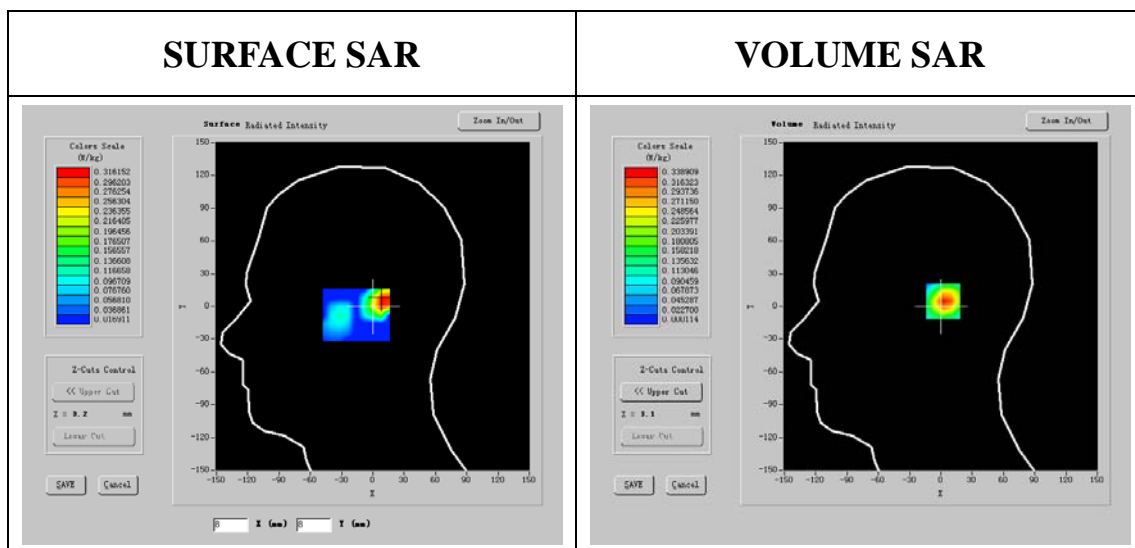 SURFACE SAR
VOLUME SAR
Surface Radiated Intensity
Zoom In/Out
Colors Scale
(W/kg)
0.316152
0.296203
0.276254
0.256304
0.236355
0.216405
0.196456
0.176507
0.156557
0.136608
0.116658
0.096709
0.076760
0.056810
0.036861
0.016911
150
120
90
60
30
0
-30
-60
-90
-120
-150
Y
-150 -120 -90 -60 -30 0 30 60 90 120 150
X
Z-Cuts Control
<< Upper Cut
Lower Cut
SAVE
Cancel
8 X (mm) 8 Y (mm)
Volume Radiated Intensity
Zoom In/Out
Colors Scale
(W/kg)
0.338909
0.316323
0.293736
0.271150
0.248564
0.225977
0.203391
0.180805
0.158218
0.135632
0.113046
0.090459
0.067873
0.045287
0.022700
0.000114
150
120
90
60
30
0
-30
-60
-90
-120
-150
Y
-150 -120 -90 -60 -30 0 30 60 90 120 150
X
Z-Cuts Control
<< Upper Cut
Lower Cut
SAVE
Cancel